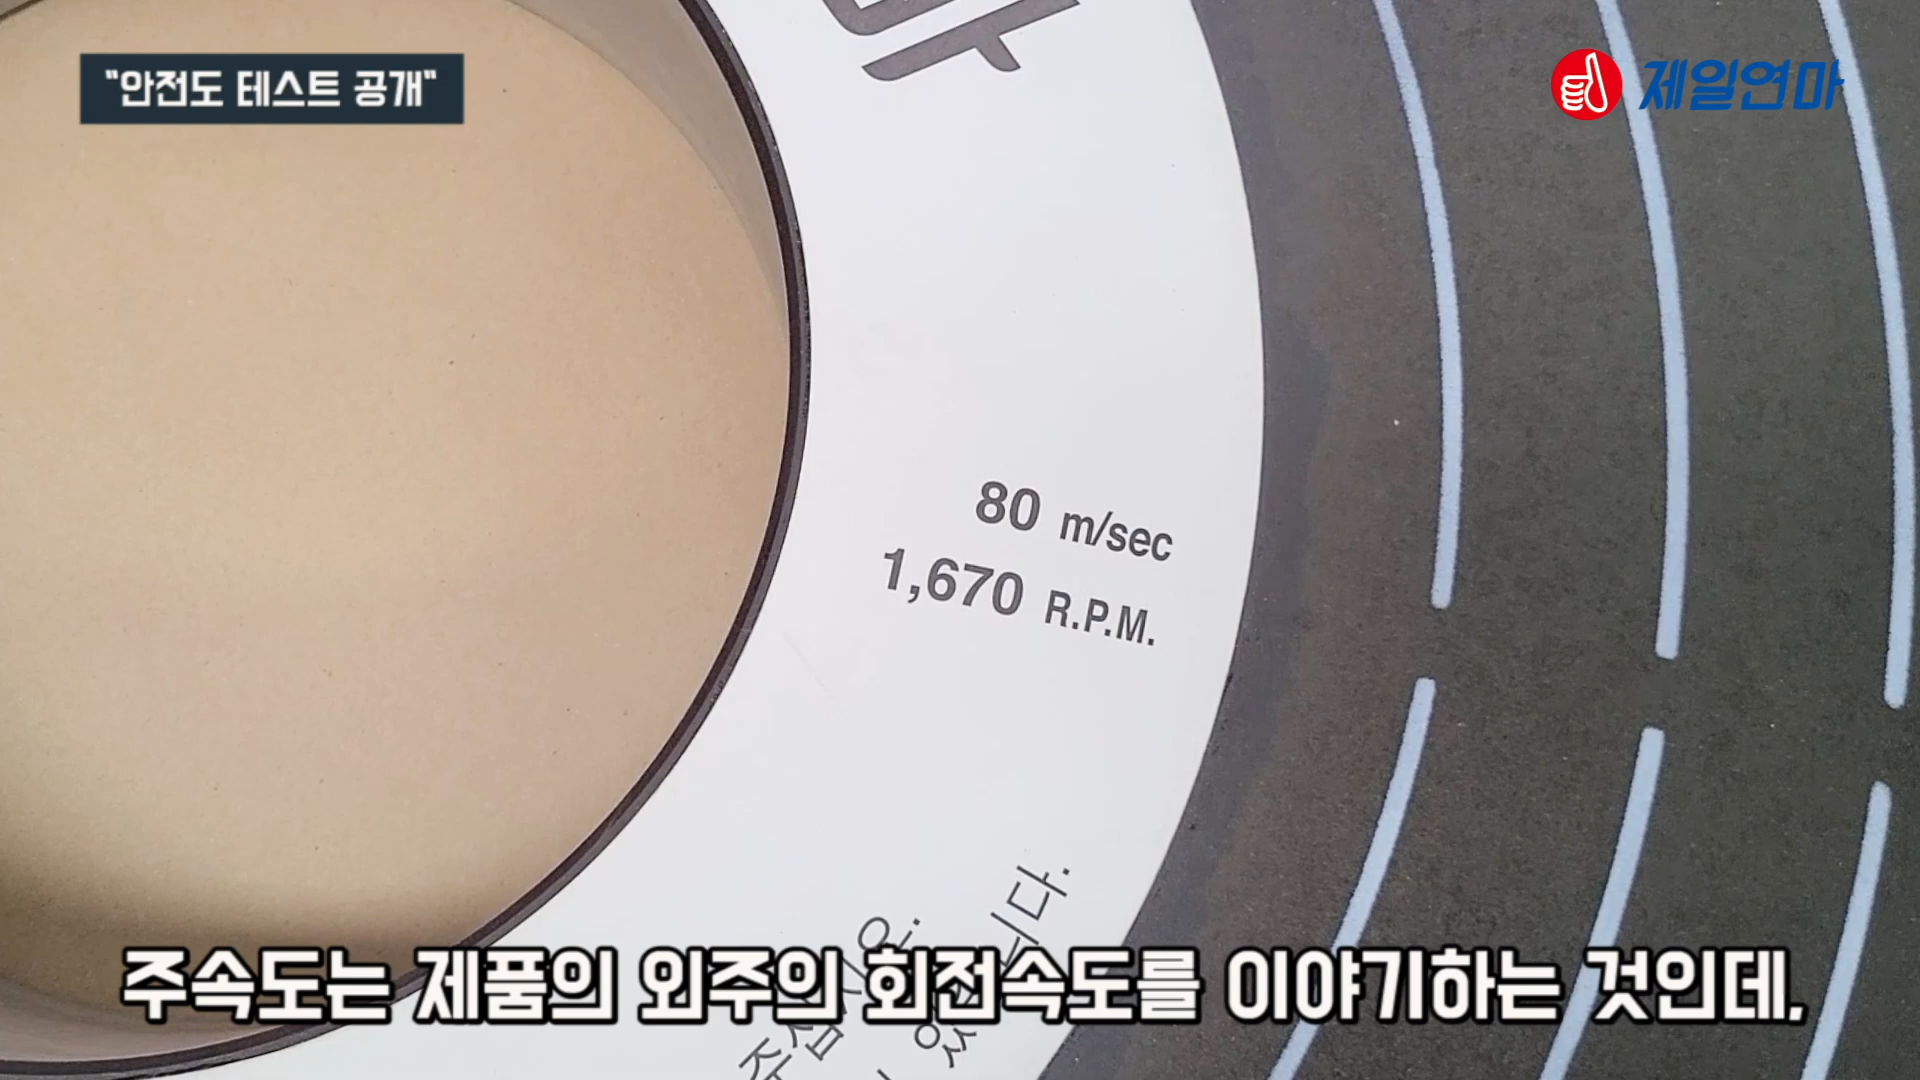 "안전도 테스트 공개"
제일연마
80 m/sec
1,670 R.P.M.
주속도는 제품의 외주의 회전속도를 이야기하는 것인데,